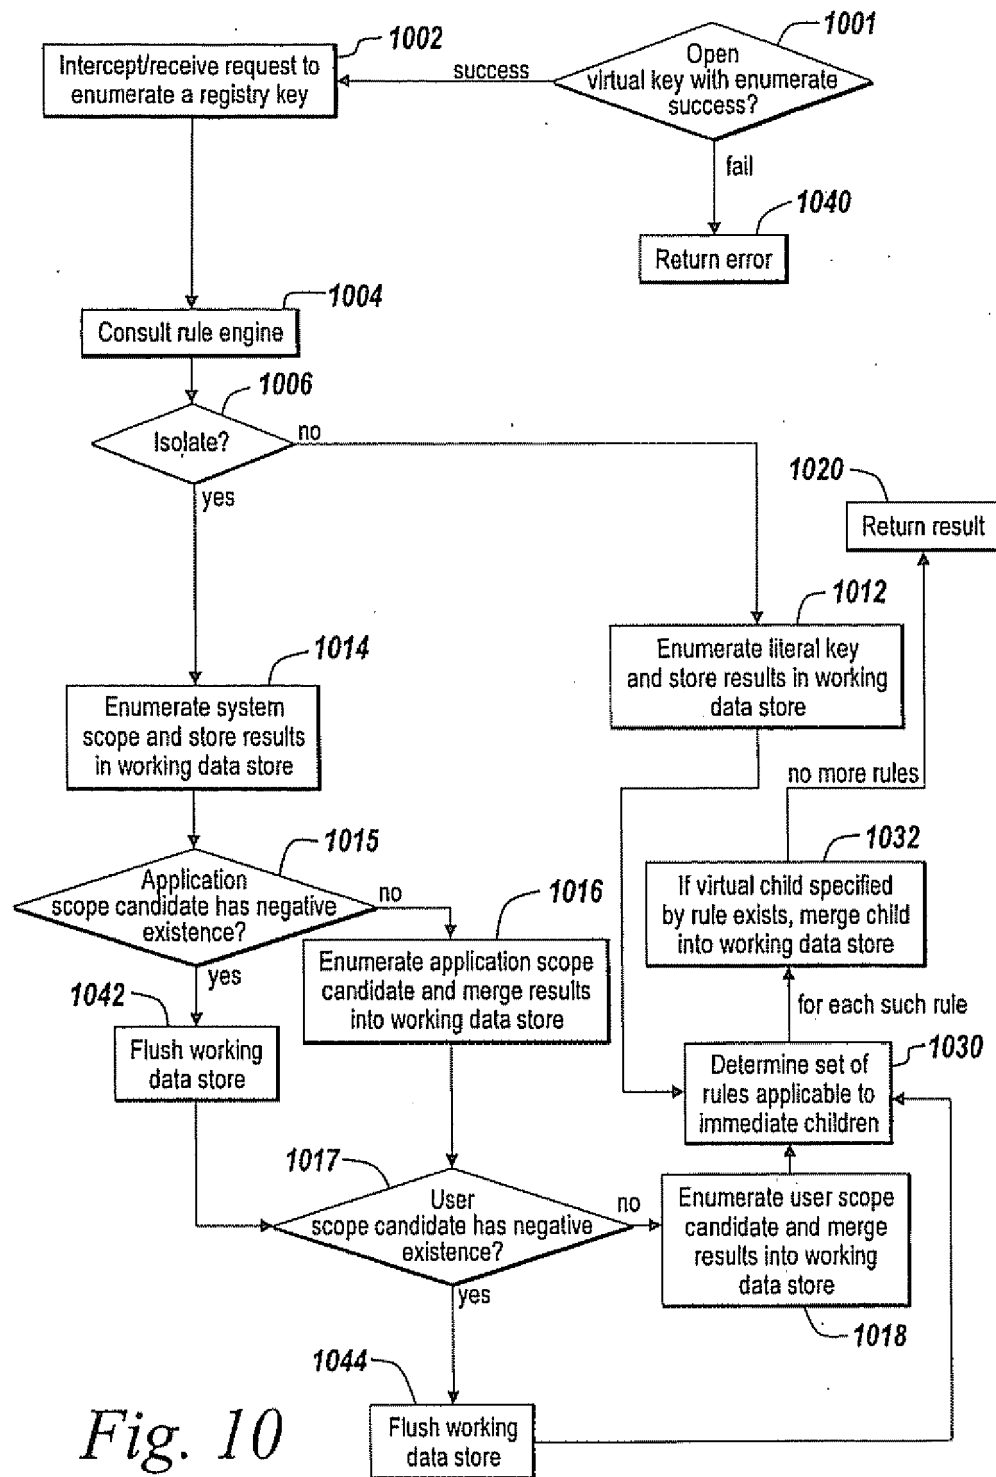 1001
Open
virtual key with enumerate
success?
success
fail
1002
Intercept/receive request to
enumerate a registry key
1040
Return error
1004
Consult rule engine
1006
Isolate?
no
yes
1020
Return result
1012
Enumerate literal key
and store results in working
data store
1014
Enumerate system
scope and store results
in working data store
no more rules
1015
Application
scope candidate has negative
existence?
no
yes
1016
Enumerate application scope
candidate and merge results
into working data store
1032
If virtual child specified
by rule exists, merge child
into working data store
for each such rule
1042
Flush working
data store
1030
Determine set of
rules applicable to
immediate children
1017
User
scope candidate has negative
existence?
no
yes
Enumerate user scope
candidate and merge
results into working
data store
1018
1044
Flush working
data store
Fig. 10